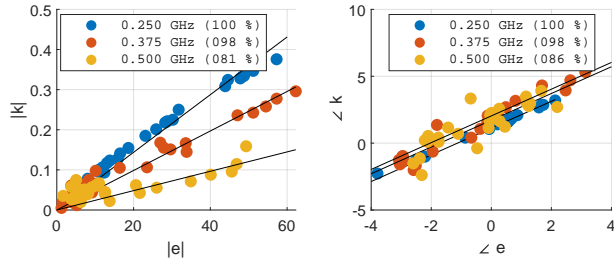 0.5
0.4
0.3
0.2
0.1
0
|k|
0.250 GHz (100 %)
0.375 GHz (098 %)
0.500 GHz (081 %)
0
20
40
60
|e|
10
5
0
-5
∠ k
0.250 GHz (100 %)
0.375 GHz (098 %)
0.500 GHz (086 %)
-4
-2
0
2
4
∠ e